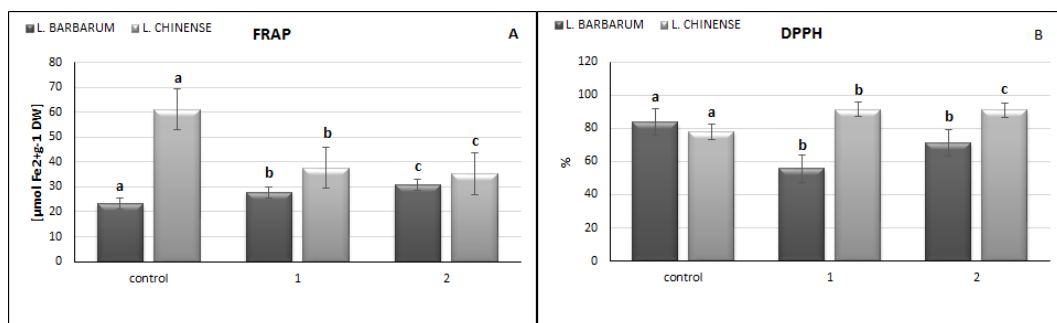 L. BARBARUM L. CHINENSE
FRAP
A
[µmol Fe2+g-1 DW]
80
70
60
50
40
30
20
10
0
a
a
b
b
c
c
control 1 2
L. BARBARUM L. CHINENSE
DPPH
B
%
120
100
80
60
40
20
0
a
a
b
b
b
c
control 1 2